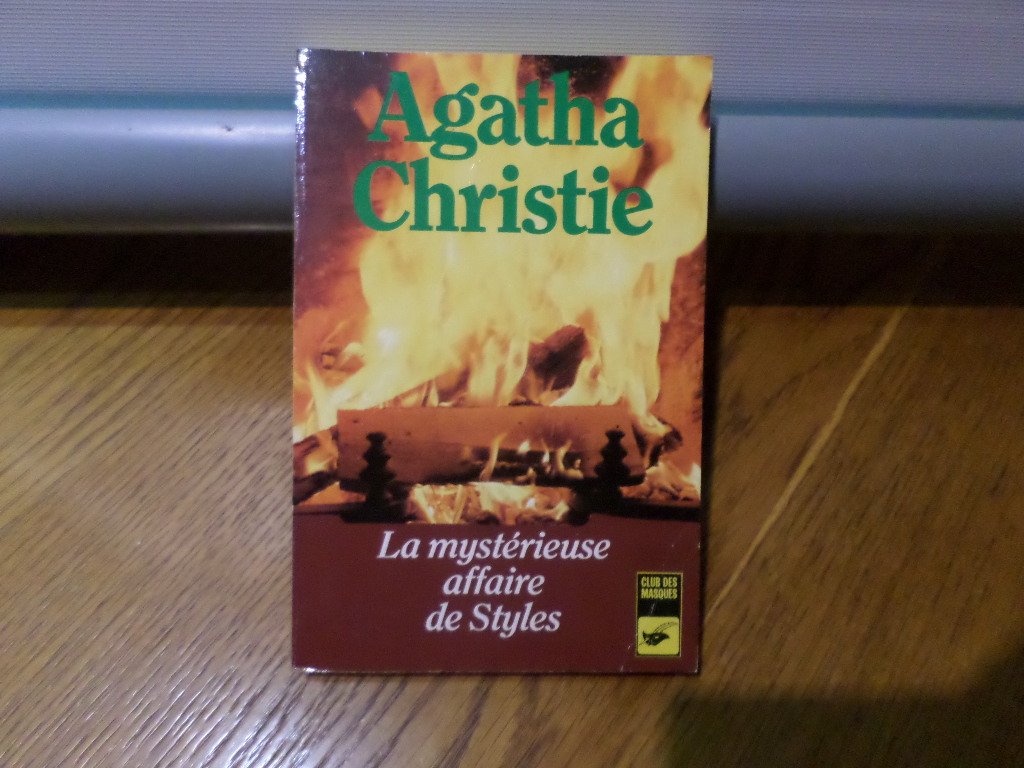 Agatha
Christie
La mystérieuse
affaire
de Styles
CLUB DES
MASQUES